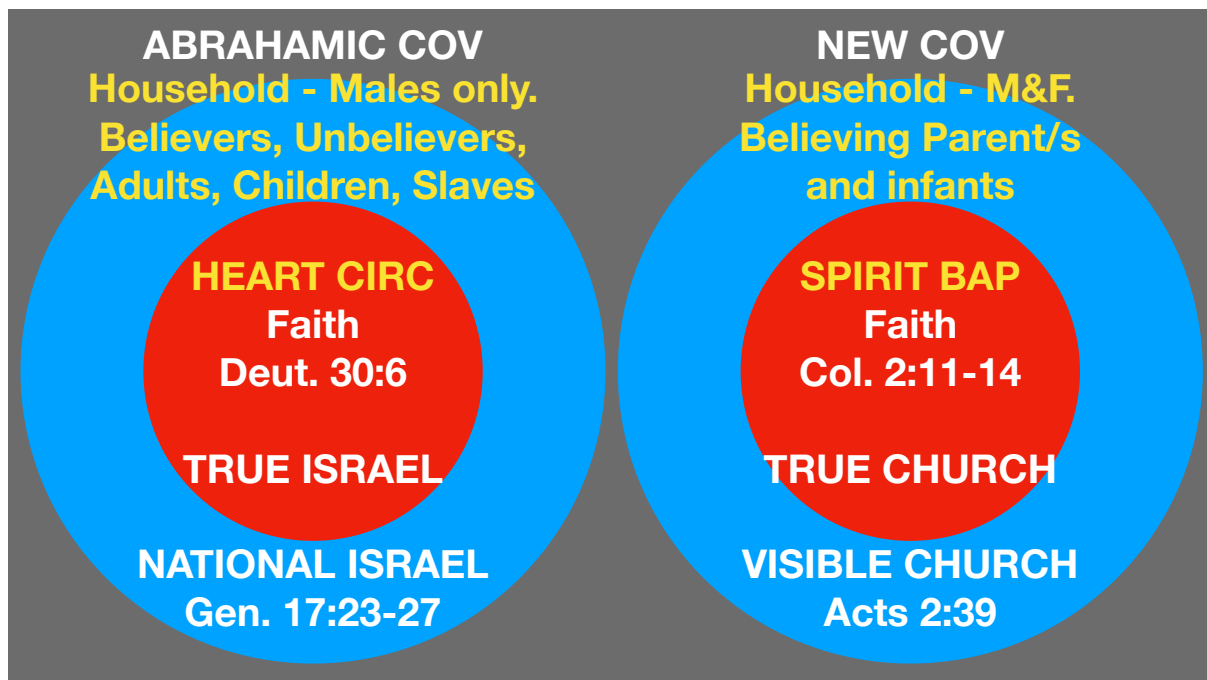 ABRAHAMIC COV
Household - Males only.
Believers, Unbelievers,
Adults, Children, Slaves
HEART CIRC
Faith
Deut. 30:6
TRUE ISRAEL
NATIONAL ISRAEL
Gen. 17:23-27
NEW COV
Household - M&F.
Believing Parent/s
and infants
SPIRIT BAP
Faith
Col. 2:11-14
TRUE CHURCH
VISIBLE CHURCH
Acts 2:39